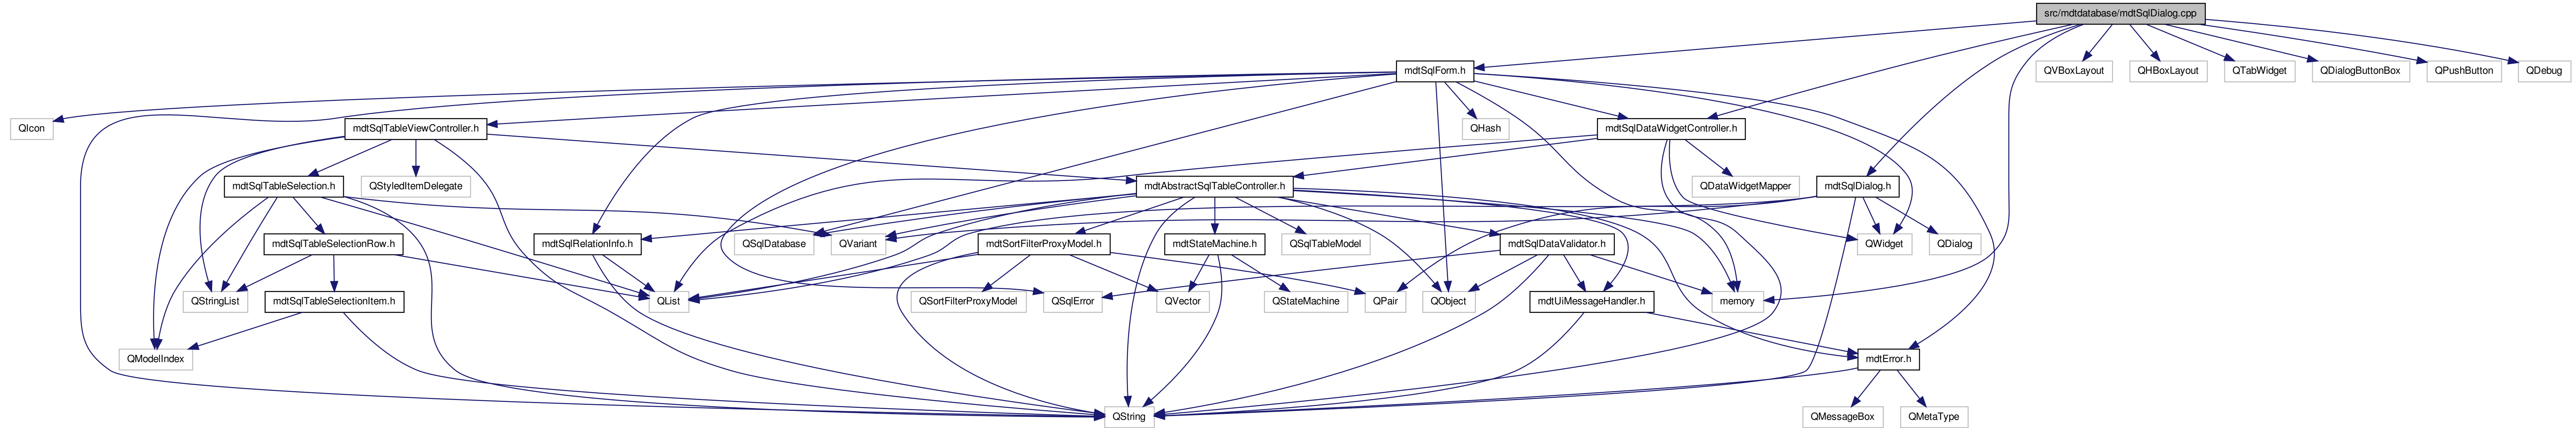 src/mdtdatabase/mdtSqlDialog.cpp
mdtSqlForm.h
QVBoxLayout
QHBoxLayout
QTabWidget
QDialogButtonBox
QPushButton
QDebug
QIcon
mdtSqlTableViewController.h
QHash
mdtSqlDataWidgetController.h
mdtSqlTableSelection.h
QStyledItemDelegate
mdtAbstractSqlTableController.h
QDataWidgetMapper
mdtSqlDialog.h
mdtSqlTableSelectionRow.h
mdtSqlRelationInfo.h
QSqlDatabase
QVariant
mdtSortFilterProxyModel.h
mdtStateMachine.h
QSqlTableModel
mdtSqlDataValidator.h
QWidget
QDialog
QStringList
mdtSqlTableSelectionItem.h
QList
QSortFilterProxyModel
QSqlError
QVector
QStateMachine
QPair
QObject
mdtUiMessageHandler.h
memory
QModelIndex
mdtError.h
QString
QMessageBox
QMetaType